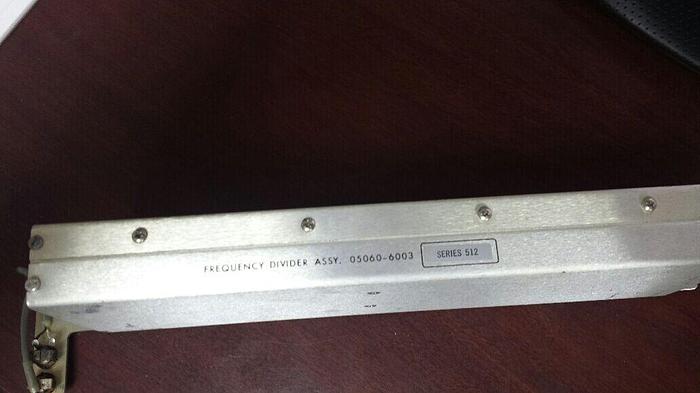 FREQUENCY DIVIDER ASSY. 05060-6003 SERIES 512